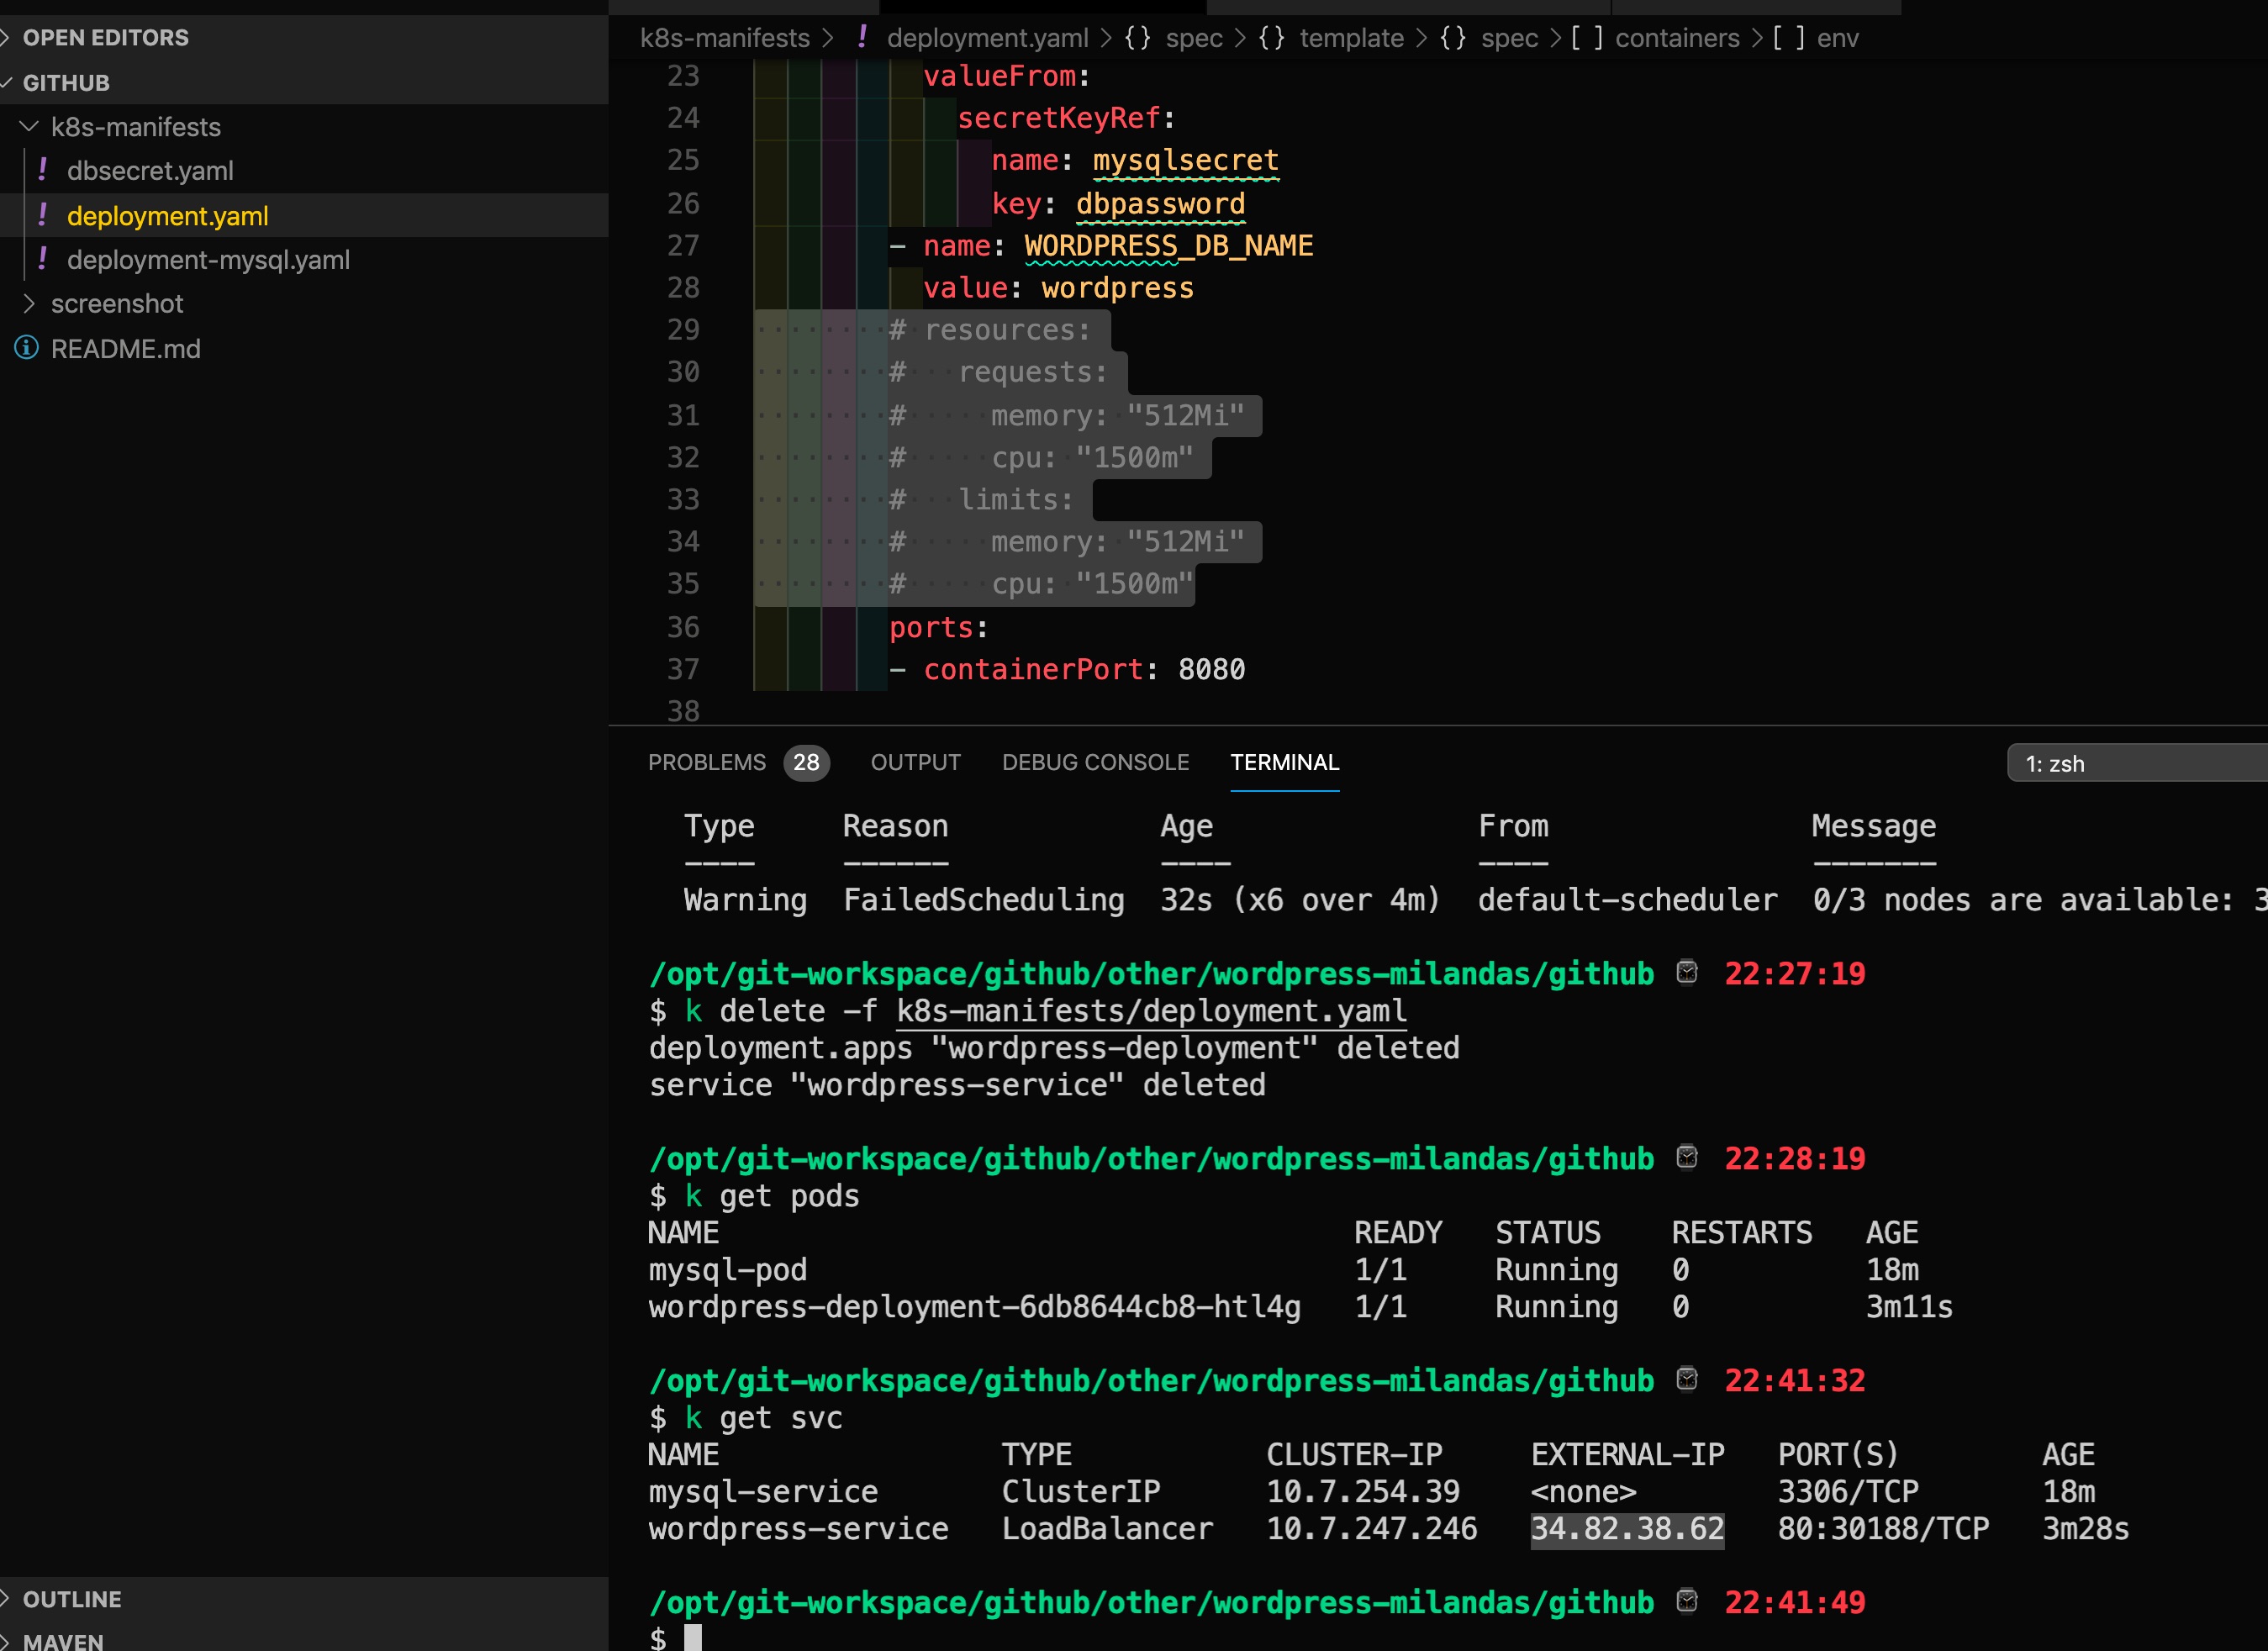 OPEN EDITORS
GITHUB
k8s-manifests
! dbsecret.yaml
! deployment.yaml
! deployment-mysql.yaml
screenshot
README.md
OUTLINE
MAVEN
k8s-manifests > ! deployment.yaml > {} spec > {} template > {} spec > [ ] containers > [ ] env
23 valueFrom:
24 secretKeyRef:
25 name: mysqlsecret
26 key: dbpassword
27 - name: WORDPRESS_DB_NAME
28 value: wordpress
29 # resources:
30 # requests:
31 # memory: "512Mi"
32 # cpu: "1500m"
33 # limits:
34 # memory: "512Mi"
35 # cpu: "1500m"
36 ports:
37 - containerPort: 8080
38
PROBLEMS 28 OUTPUT DEBUG CONSOLE TERMINAL 1: zsh
Type Reason Age From Message
---- ------ ---- ---- -------
Warning FailedScheduling 32s (x6 over 4m) default-scheduler 0/3 nodes are available: 3
/opt/git-workspace/github/other/wordpress-milandas/github 22:27:19
$ k delete -f k8s-manifests/deployment.yaml
deployment.apps "wordpress-deployment" deleted
service "wordpress-service" deleted
/opt/git-workspace/github/other/wordpress-milandas/github 22:28:19
$ k get pods
NAME READY STATUS RESTARTS AGE
mysql-pod 1/1 Running 0 18m
wordpress-deployment-6db8644cb8-htl4g 1/1 Running 0 3m11s
/opt/git-workspace/github/other/wordpress-milandas/github 22:41:32
$ k get svc
NAME TYPE CLUSTER-IP EXTERNAL-IP PORT(S) AGE
mysql-service ClusterIP 10.7.254.39 <none> 3306/TCP 18m
wordpress-service LoadBalancer 10.7.247.246 34.82.38.62 80:30188/TCP 3m28s
/opt/git-workspace/github/other/wordpress-milandas/github 22:41:49
$